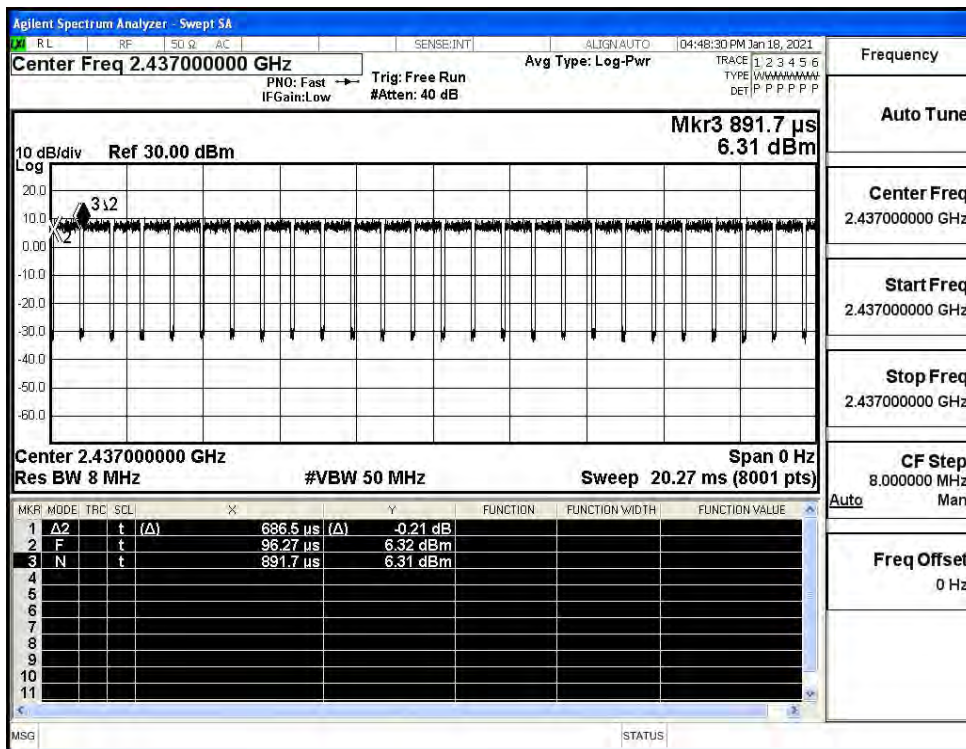 Agilent Spectrum Analyzer - Swept SA
LXI RL RF 50 Ω AC SENSE:INT ALIGNAUTO 04:48:30 PM Jan 18, 2021
Center Freq 2.437000000 GHz
PNO: Fast
IFGain:Low
Trig: Free Run
#Atten: 40 dB
Avg Type: Log-Pwr
TRACE 1 2 3 4 5 6
TYPE WWWWWW
DET P P P P P P
Mkr3 891.7 µs
6.31 dBm
10 dB/div Ref 30.00 dBm
Log
20.0
10.0
0.00
-10.0
-20.0
-30.0
-40.0
-50.0
-60.0
3Δ2
2
Center 2.437000000 GHz Span 0 Hz
Res BW 8 MHz #VBW 50 MHz Sweep 20.27 ms (8001 pts)
MKR MODE TRC SCL X Y FUNCTION FUNCTION WIDTH FUNCTION VALUE
1 Δ2 t (Δ) 686.5 µs (Δ) -0.21 dB
2 F t 96.27 µs 6.32 dBm
3 N t 891.7 µs 6.31 dBm
4
5
6
7
8
9
10
11
MSG STATUS
Frequency
Auto Tune
Center Freq
2.437000000 GHz
Start Freq
2.437000000 GHz
Stop Freq
2.437000000 GHz
CF Step
8.000000 MHz
Auto Man
Freq Offset
0 Hz